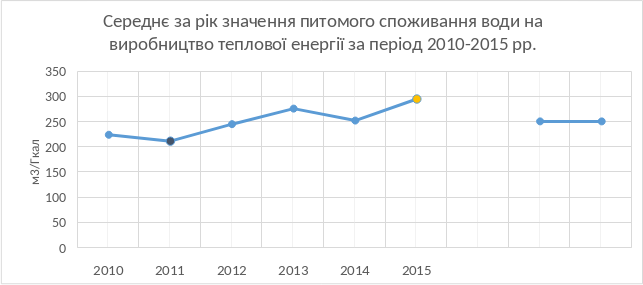 Середнє за рік значення питомого споживання води на
виробництво теплової енергії за період 2010-2015 рр.
350
300
250
200
150
100
50
0
м3/Гкал
2010 2011 2012 2013 2014 2015